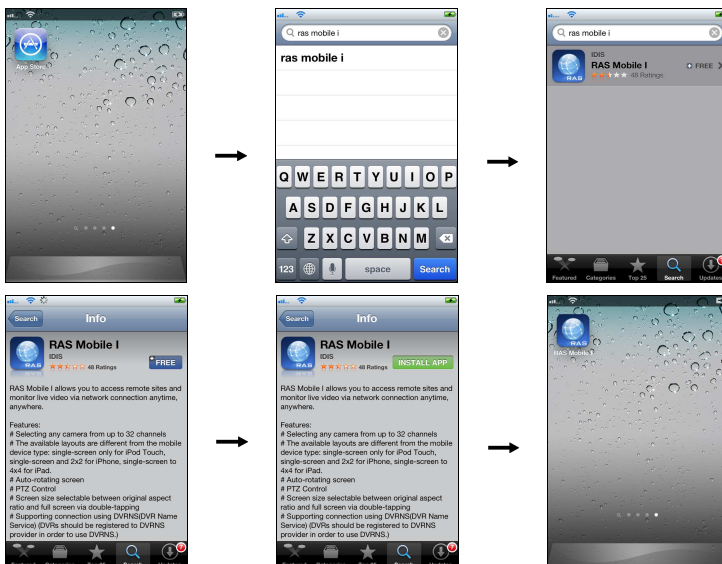 App Store
ras mobile i
ras mobile i
Q W E R T Y U I O P
A S D F G H J K L
Z X C V B N M
123 space Search
ras mobile i
RAS
IDIS
RAS Mobile I
48 Ratings
FREE
Featured Categories Top 25 Search Updates
Search Info
RAS
RAS Mobile I
IDIS
48 Ratings
FREE
RAS Mobile I allows you to access remote sites and
monitor live video via network connection anytime,
anywhere.
Features:
# Selecting any camera from up to 32 channels
# The available layouts are different from the mobile
device type: single-screen only for iPod Touch,
single-screen and 2x2 for iPhone, single-screen to
4x4 for iPad.
# Auto-rotating screen
# PTZ Control
# Screen size selectable between original aspect
ratio and full screen via double-tapping
# Supporting connection using DVRNS(DVR Name
Service) (DVRs should be registered to DVRNS
provider in order to use DVRNS.)
Search Info
RAS
RAS Mobile I
IDIS
48 Ratings
INSTALL APP
RAS Mobile I allows you to access remote sites and
monitor live video via network connection anytime,
anywhere.
Features:
# Selecting any camera from up to 32 channels
# The available layouts are different from the mobile
device type: single-screen only for iPod Touch,
single-screen and 2x2 for iPhone, single-screen to
4x4 for iPad.
# Auto-rotating screen
# PTZ Control
# Screen size selectable between original aspect
ratio and full screen via double-tapping
# Supporting connection using DVRNS(DVR Name
Service) (DVRs should be registered to DVRNS
provider in order to use DVRNS.)
RAS
RAS Mobile I